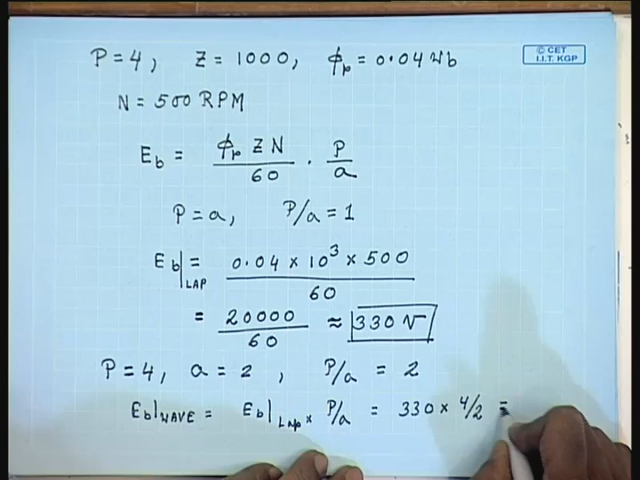 P = 4, Z = 1000, ϕp = 0.04 Wb
© CET
I.I.T. KGP
N = 500 RPM
Eb = ϕp Z N / 60 · P/a
P = a, P/a = 1
Eb|LAP = 0.04 × 10³ × 500 / 60
= 20000 / 60 ≈ 330 V
P = 4, a = 2, P/a = 2
Eb|WAVE = Eb|Lap × P/a = 330 × 4/2 =